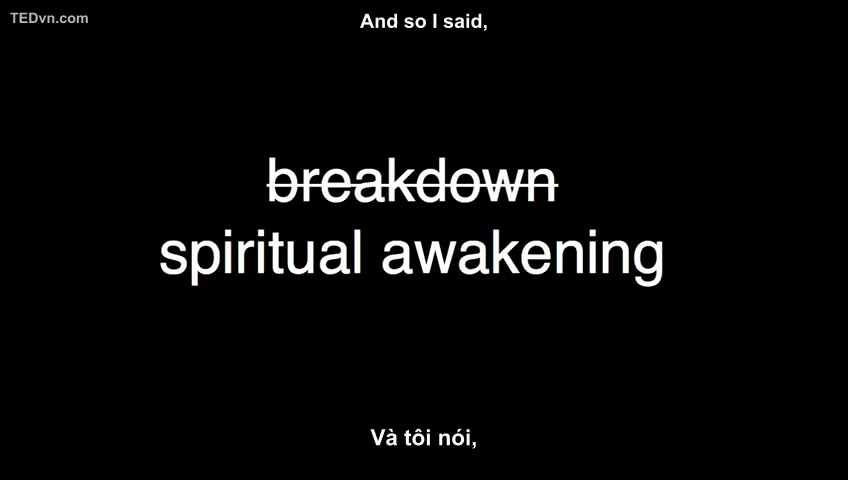 TEDvn.com
And so I said,
breakdown
spiritual awakening
Và tôi nói,